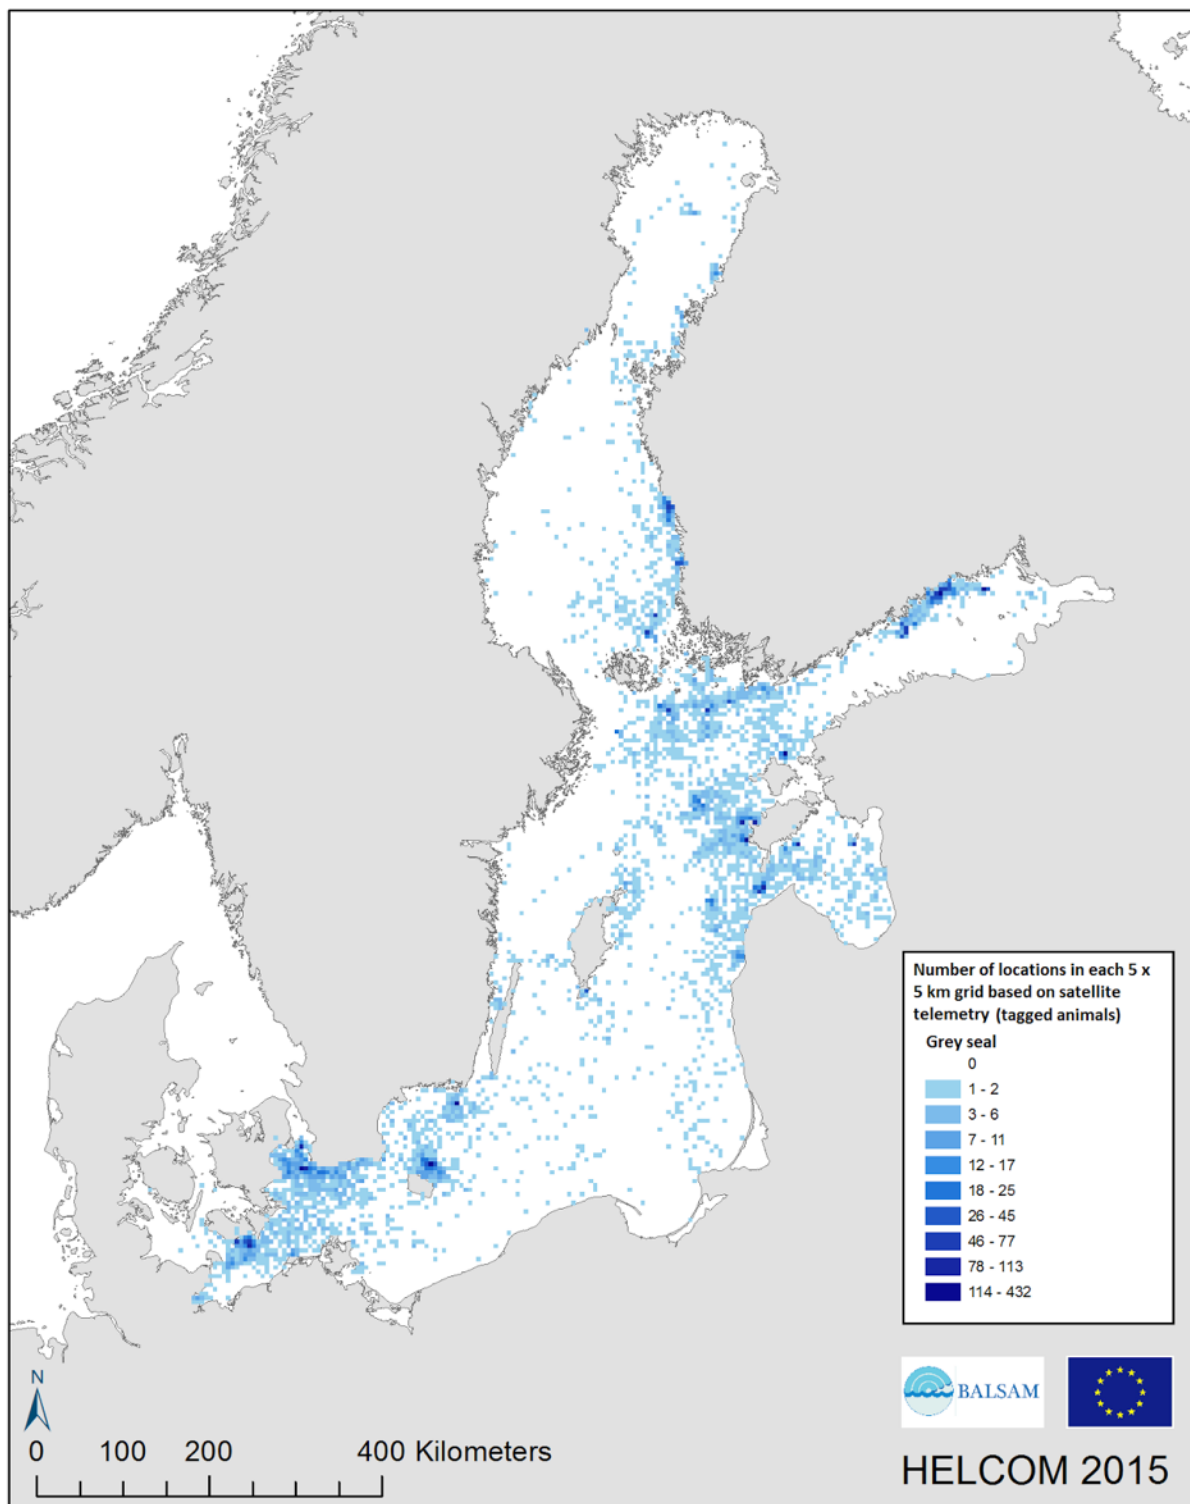 Number of locations in each 5 x
5 km grid based on satellite
telemetry (tagged animals)
Grey seal
0
1 - 2
3 - 6
7 - 11
12 - 17
18 - 25
26 - 45
46 - 77
78 - 113
114 - 432
BALSAM
N
0 100 200 400 Kilometers
HELCOM 2015